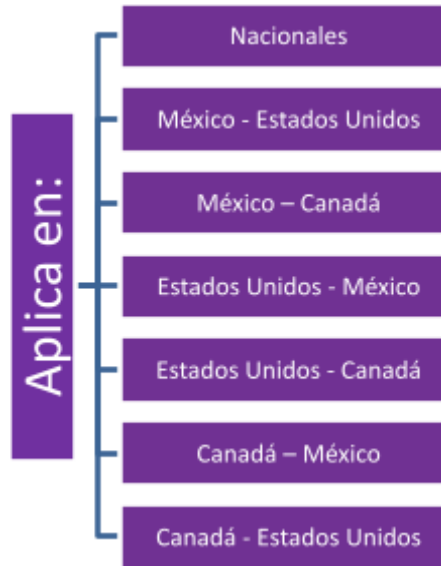 Aplica en:
Nacionales
México - Estados Unidos
México – Canadá
Estados Unidos - México
Estados Unidos - Canadá
Canadá – México
Canadá - Estados Unidos